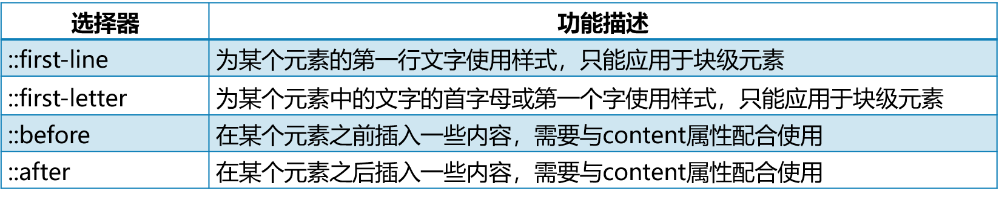 选择器 功能描述
::first-line 为某个元素的第一行文字使用样式，只能应用于块级元素
::first-letter 为某个元素中的文字的首字母或第一个字使用样式，只能应用于块级元素
::before 在某个元素之前插入一些内容，需要与content属性配合使用
::after 在某个元素之后插入一些内容，需要与content属性配合使用